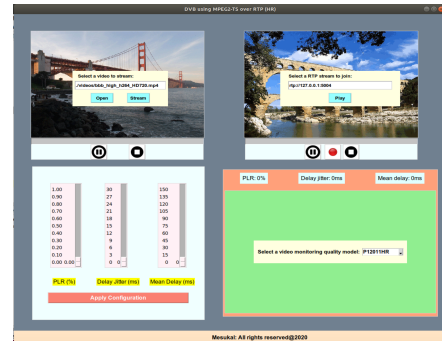 DVB using MPEG2-TS over RTP (HR)
Select a video to stream:
./videos/bbb_high_h264_HD720.mp4
Open
Stream
Select a RTP stream to join:
rtp://127.0.0.1:5004
Play
1.00
0.90
0.80
0.70
0.60
0.50
0.40
0.30
0.20
0.10
0.00 0.00
30
27
24
21
18
15
12
9
6
3
0 0
150
135
120
105
90
75
60
45
30
15
0 0
PLR (%)
Delay Jitter (ms)
Mean Delay (ms)
Apply Configuration
PLR: 0%
Delay jitter: 0ms
Mean delay: 0ms
Select a video monitoring quality model: P12011HR
Mesukal: All rights reserved@2020